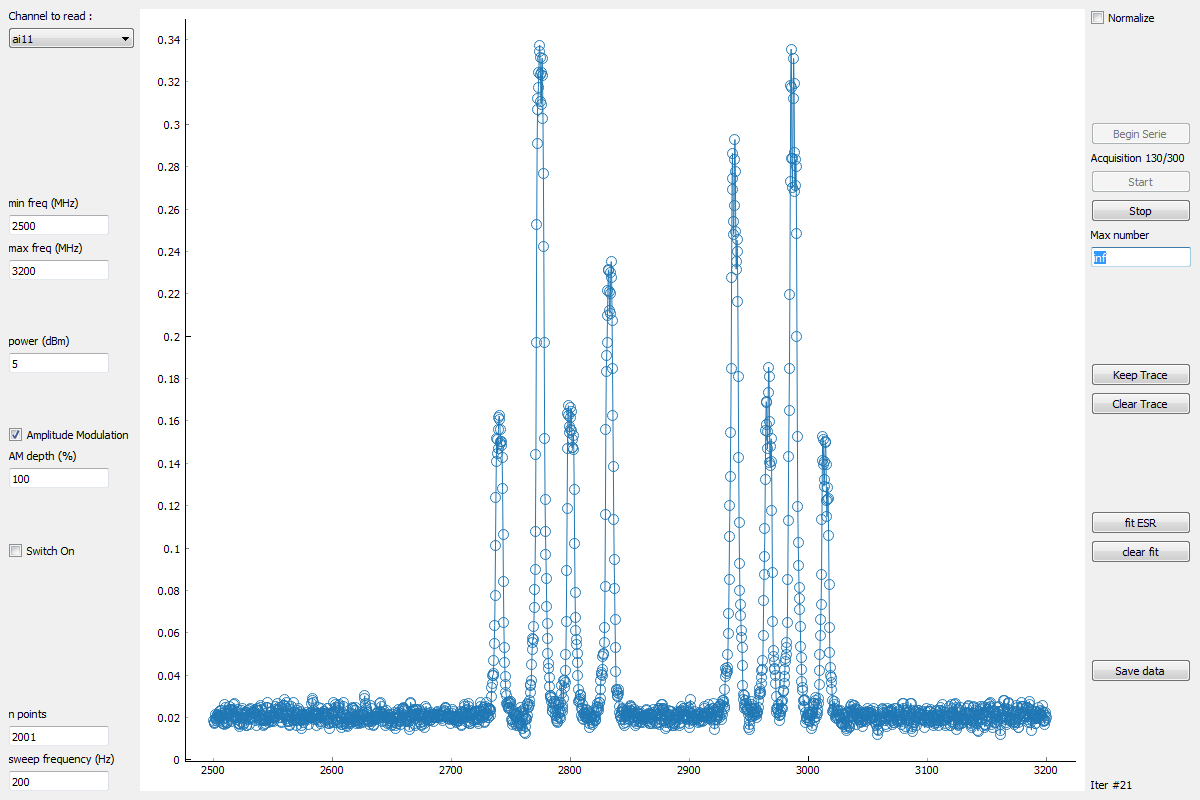 Channel to read :
ai11
min freq (MHz)
2500
max freq (MHz)
3200
power (dBm)
5
Amplitude Modulation
AM depth (%)
100
Switch On
n points
2001
sweep frequency (Hz)
200
0.34
0.32
0.3
0.28
0.26
0.24
0.22
0.2
0.18
0.16
0.14
0.12
0.1
0.08
0.06
0.04
0.02
0
2500
2600
2700
2800
2900
3000
3100
3200
Normalize
Begin Serie
Acquisition 130/300
Start
Stop
Max number
inf
Keep Trace
Clear Trace
fit ESR
clear fit
Save data
Iter #21